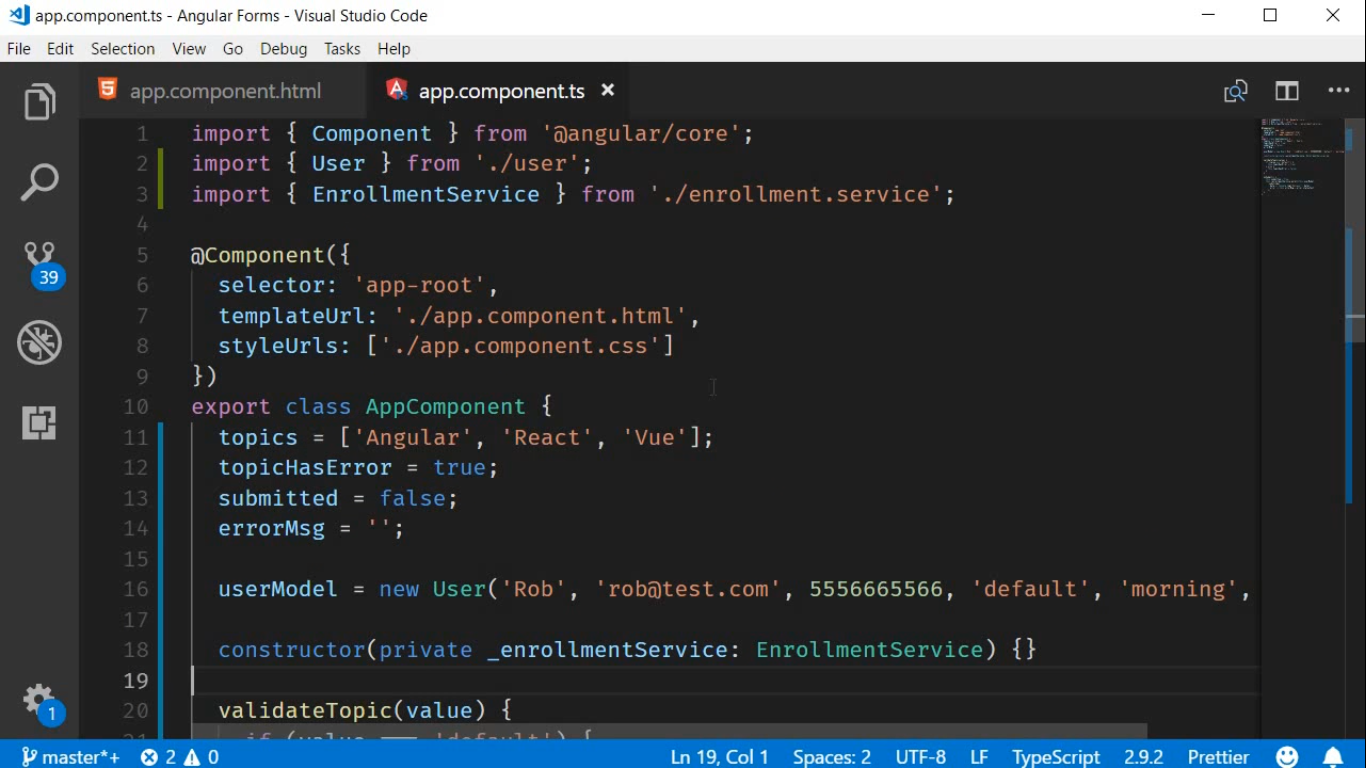 app.component.ts - Angular Forms - Visual Studio Code
File Edit Selection View Go Debug Tasks Help
app.component.html app.component.ts
1 import { Component } from '@angular/core';
2 import { User } from './user';
3 import { EnrollmentService } from './enrollment.service';
4
5 @Component({
6 selector: 'app-root',
7 templateUrl: './app.component.html',
8 styleUrls: ['./app.component.css']
9 })
10 export class AppComponent {
11 topics = ['Angular', 'React', 'Vue'];
12 topicHasError = true;
13 submitted = false;
14 errorMsg = '';
15
16 userModel = new User('Rob', 'rob@test.com', 5556665566, 'default', 'morning',
17
18 constructor(private _enrollmentService: EnrollmentService) {}
19
20 validateTopic(value) {
21 if (value === 'default') {
39
1
master*+ 2 0 Ln 19, Col 1 Spaces: 2 UTF-8 LF TypeScript 2.9.2 Prettier